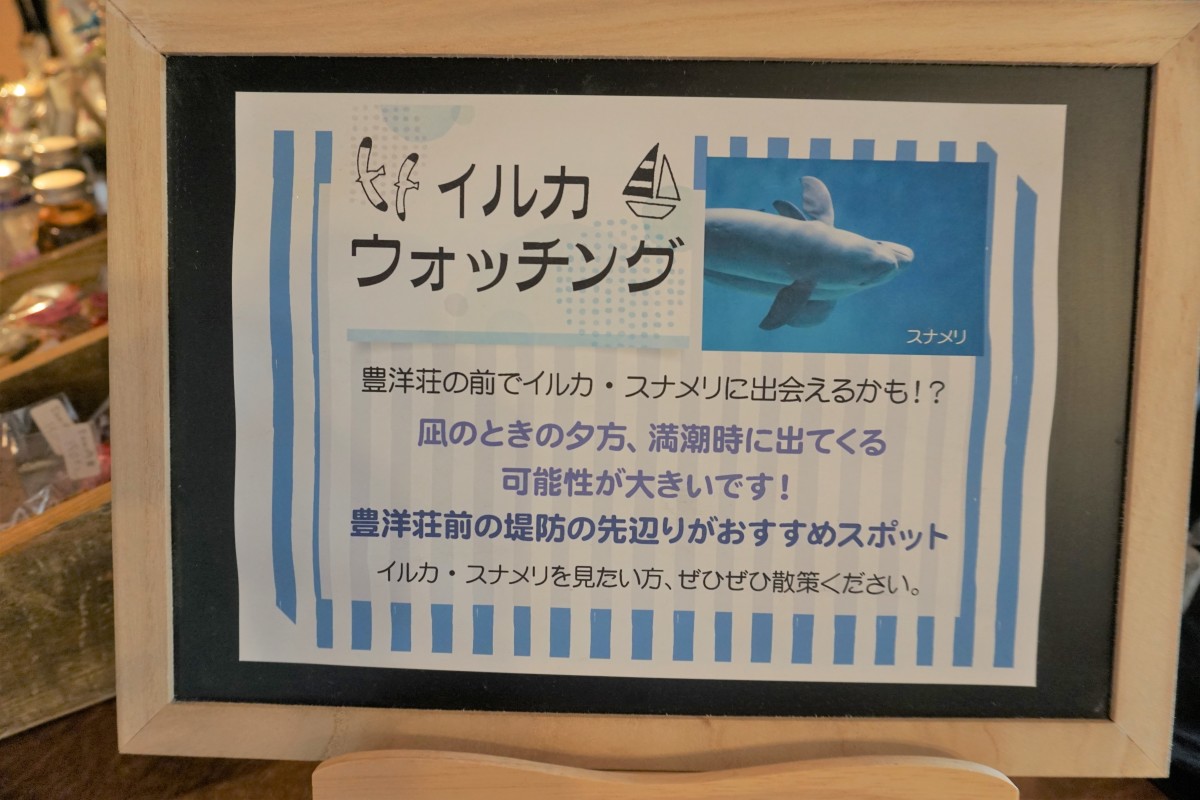 イルカ
ウォッチング
スナメリ
豊洋荘の前でイルカ・スナメリに出会えるかも!?
凪のときの夕方、満潮時に出てくる
可能性が大きいです!
豊洋荘前の堤防の先辺りがおすすめスポット
イルカ・スナメリを見たい方、ぜひぜひ散策ください。